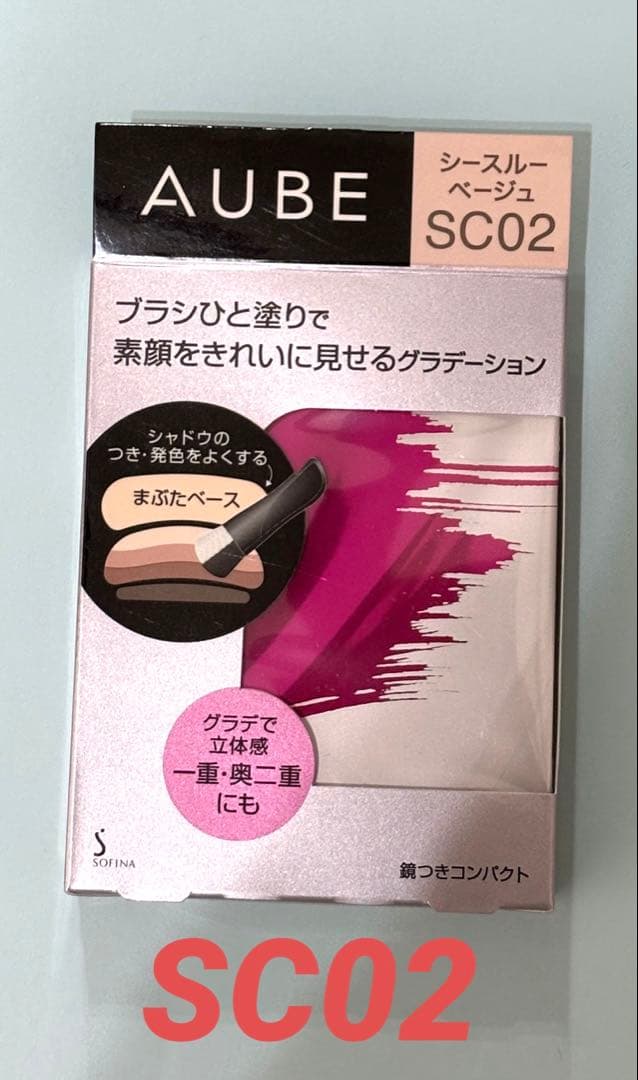 AUBE
シースルー
ベージュ
SC02
ブラシひと塗りで
素顔をきれいに見せるグラデーション
シャドウの
つき・発色をよくする
まぶたベース
グラデで
立体感
一重・奥二重
にも
SOFINA
鏡つきコンパクト
SC02